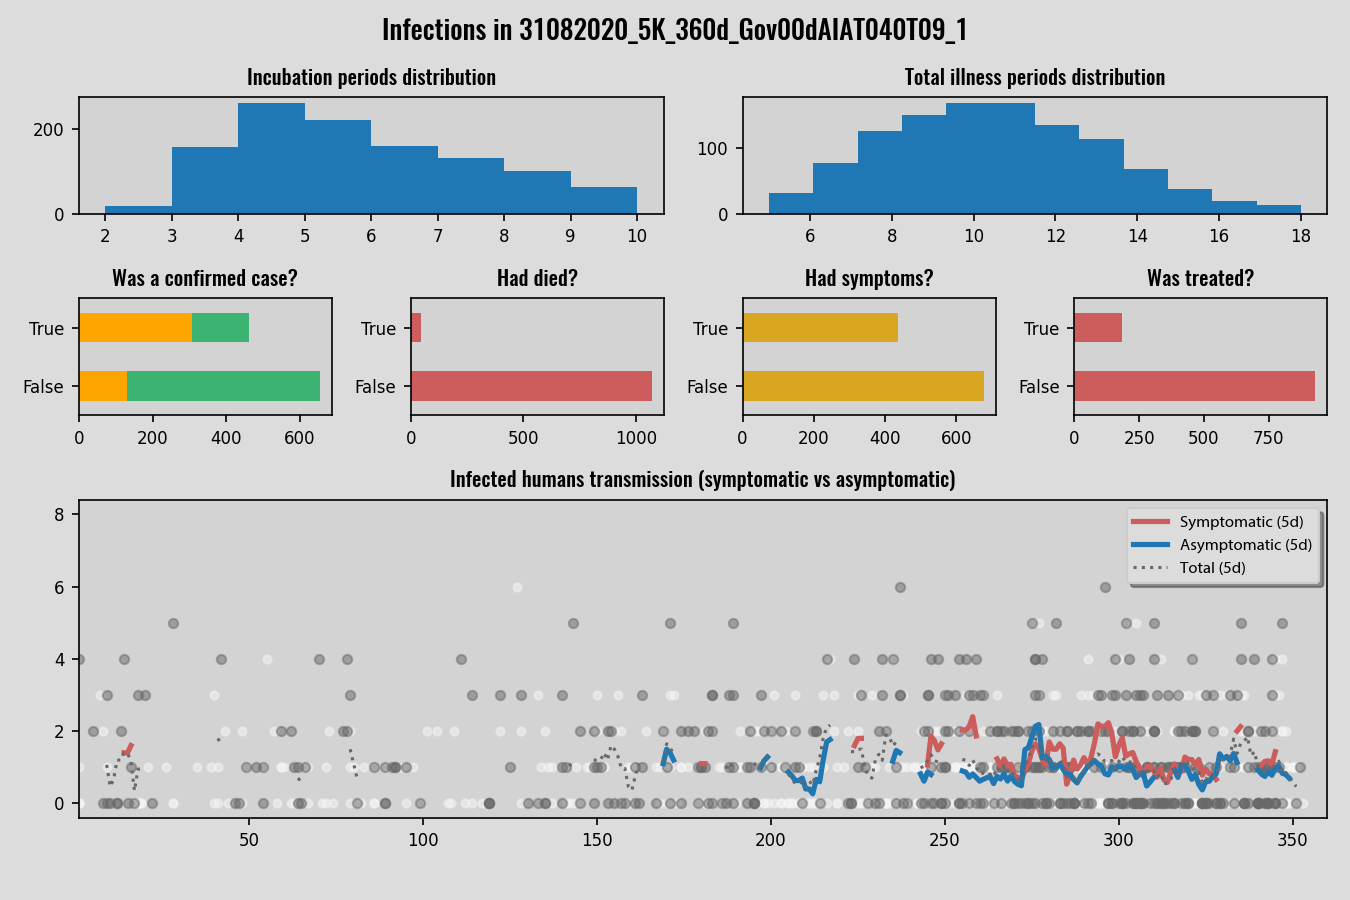 Infections in 31082020_5K_360d_Gov00dAIAT040T09_1
Incubation periods distribution
Total illness periods distribution
200
0
2 3 4 5 6 7 8 9 10
100
0
6 8 10 12 14 16 18
Was a confirmed case?
Had died?
Had symptoms?
Was treated?
True
False
0 200 400 600
True
False
0 500 1000
True
False
0 200 400 600
True
False
0 250 500 750
Infected humans transmission (symptomatic vs asymptomatic)
8
6
4
2
0
Symptomatic (5d)
Asymptomatic (5d)
Total (5d)
50 100 150 200 250 300 350